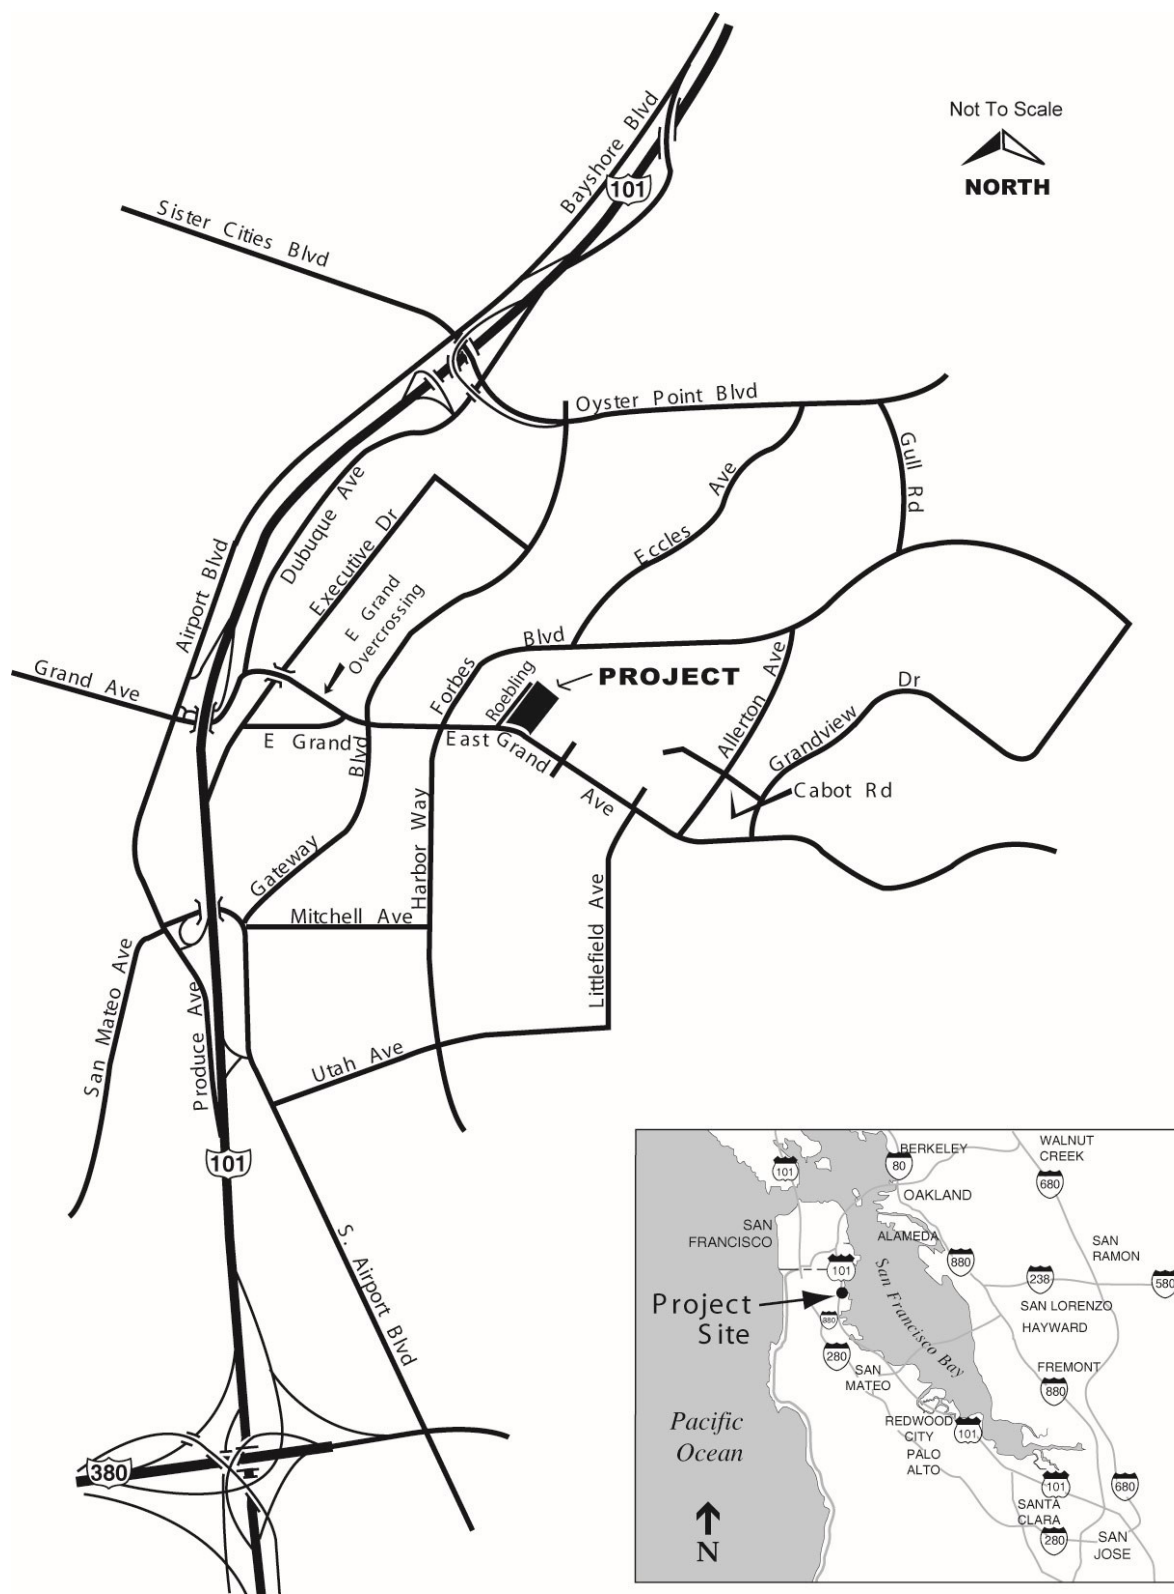 Not To Scale
NORTH
Bayshore Blvd
101
Sister Cities Blvd
Oyster Point Blvd
Gull Rd
Eccles Ave
Dubuque Ave
Executive Dr
Airport Blvd
E Grand
Overcrossing
Grand Ave
Forbes Blvd
Roebling
PROJECT
Allerton Ave
Grandview Dr
E Grand
East Grand Ave
Cabot Rd
Gateway Blvd
Harbor Way
Mitchell Ave
Littlefield Ave
San Mateo Ave
Produce Ave
Utah Ave
101
S. Airport Blvd
380
101
BERKELEY
80
WALNUT
CREEK
680
OAKLAND
SAN
FRANCISCO
ALAMEDA
SAN
RAMON
101
880
238
580
Project
Site
San Francisco Bay
SAN LORENZO
HAYWARD
880
280
SAN
MATEO
FREMONT
880
REDWOOD
CITY
101
PALO
ALTO
Pacific
Ocean
101
680
SANTA
CLARA
280
SAN
JOSE
N